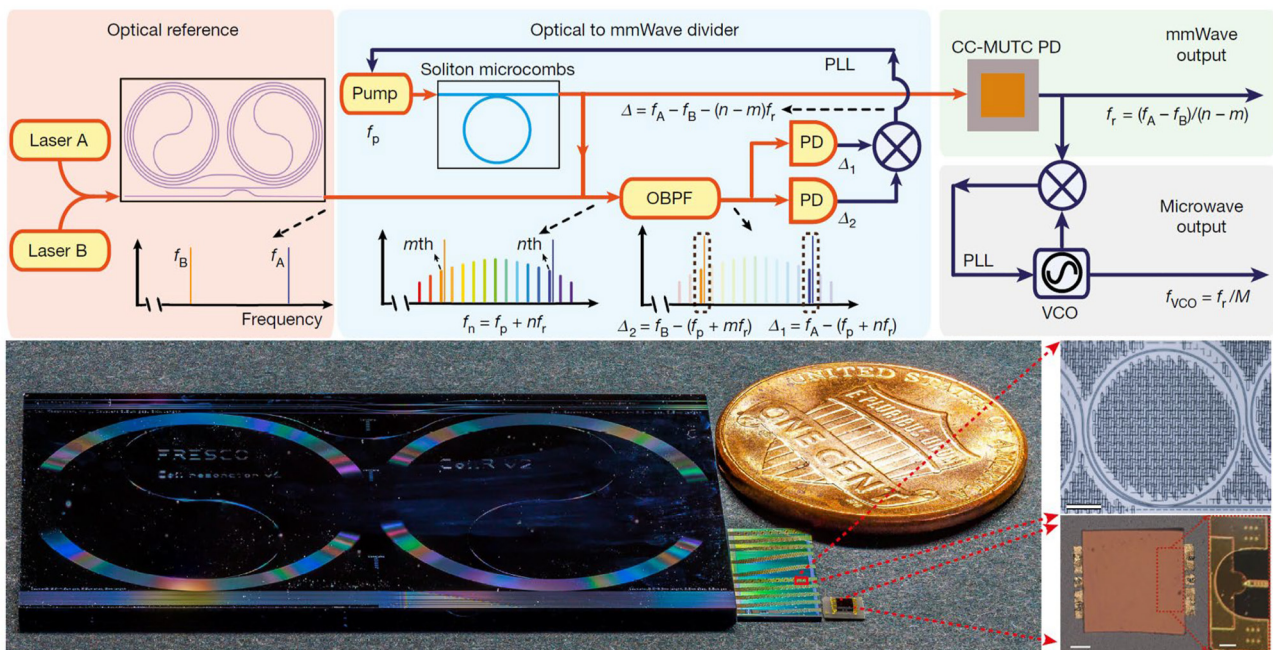 Optical reference
Laser A
Laser B
f_B
f_A
Frequency
Optical to mmWave divider
Pump
f_p
Soliton microcombs
PLL
Δ = f_A − f_B − (n − m)f_r
PD
Δ_1
PD
Δ_2
OBPF
mth
nth
f_n = f_p + nf_r
Δ_2 = f_B − (f_p + mf_r)
Δ_1 = f_A − (f_p + nf_r)
CC-MUTC PD
mmWave
output
f_r = (f_A − f_B)/(n − m)
Microwave
output
PLL
VCO
f_VCO = f_r/M
FRESCO
Coil.R V2
T
T
T
UNITED STATES
E PLURIBUS UNUM
ONE CENT